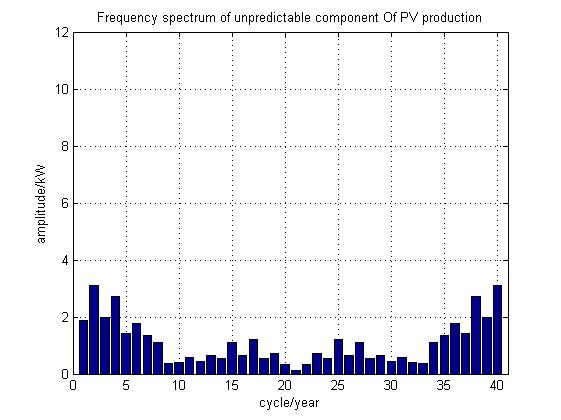 Frequency spectrum of unpredictable component Of PV production
12
10
8
6
4
2
0
amplitude/kW
0 5 10 15 20 25 30 35 40
cycle/year